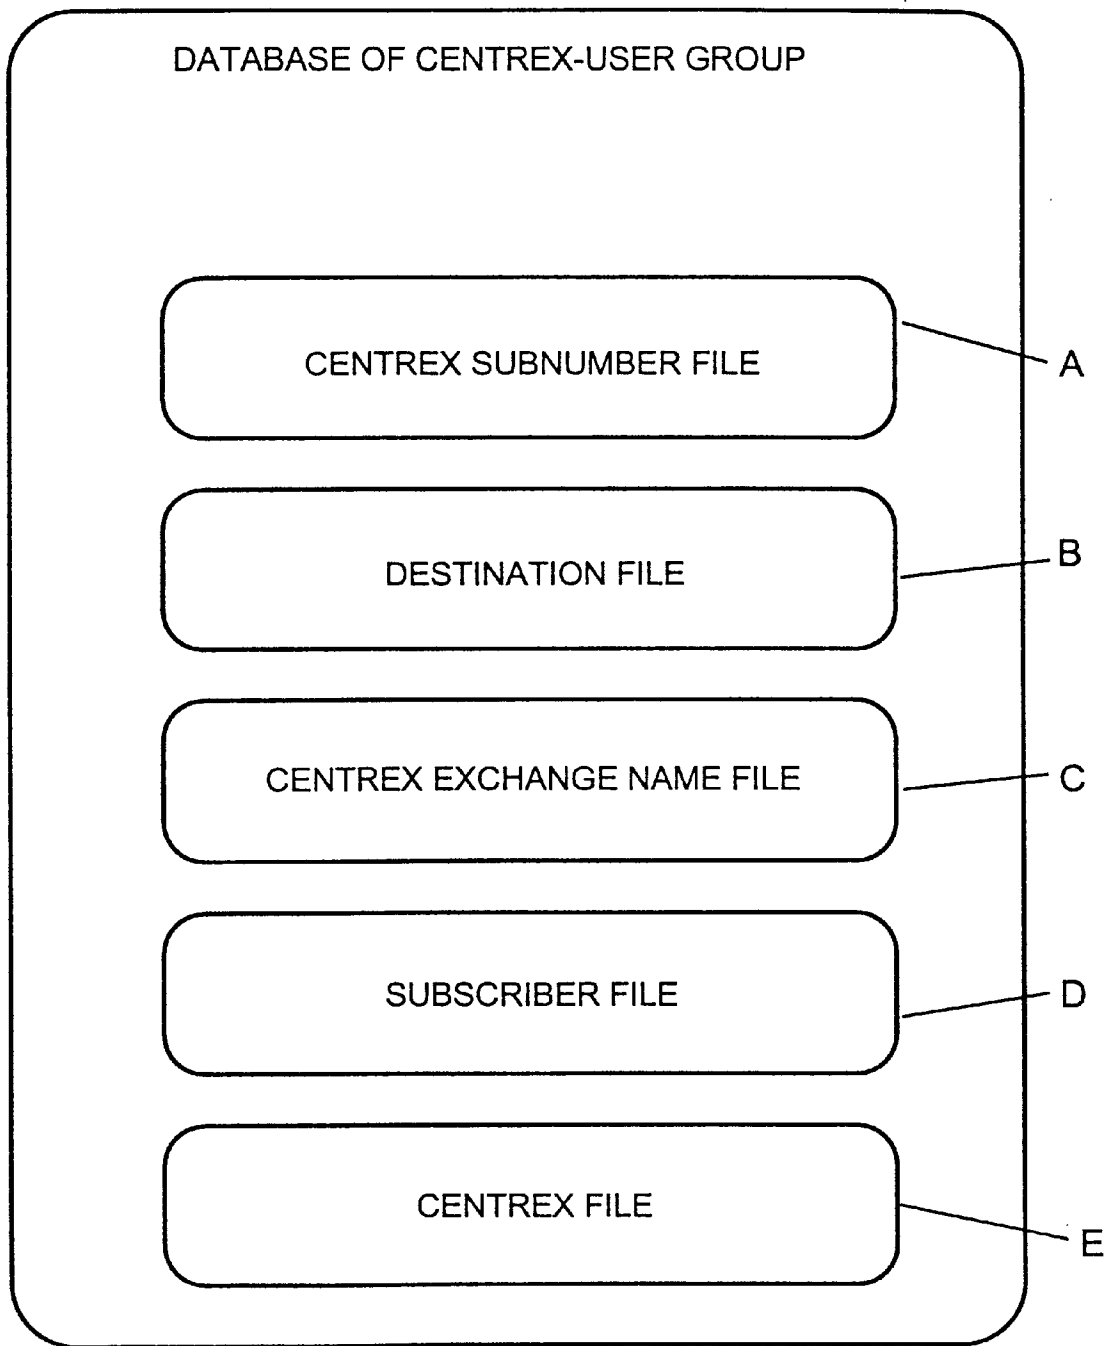 DATABASE OF CENTREX-USER GROUP
CENTREX SUBNUMBER FILE
A
DESTINATION FILE
B
CENTREX EXCHANGE NAME FILE
C
SUBSCRIBER FILE
D
CENTREX FILE
E